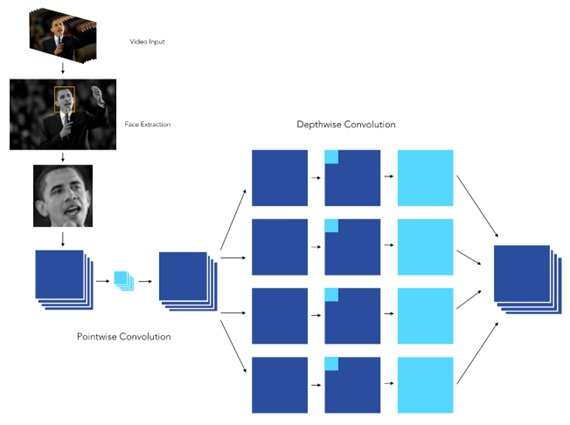 Video Input
Face Extraction
Depthwise Convolution
Pointwise Convolution